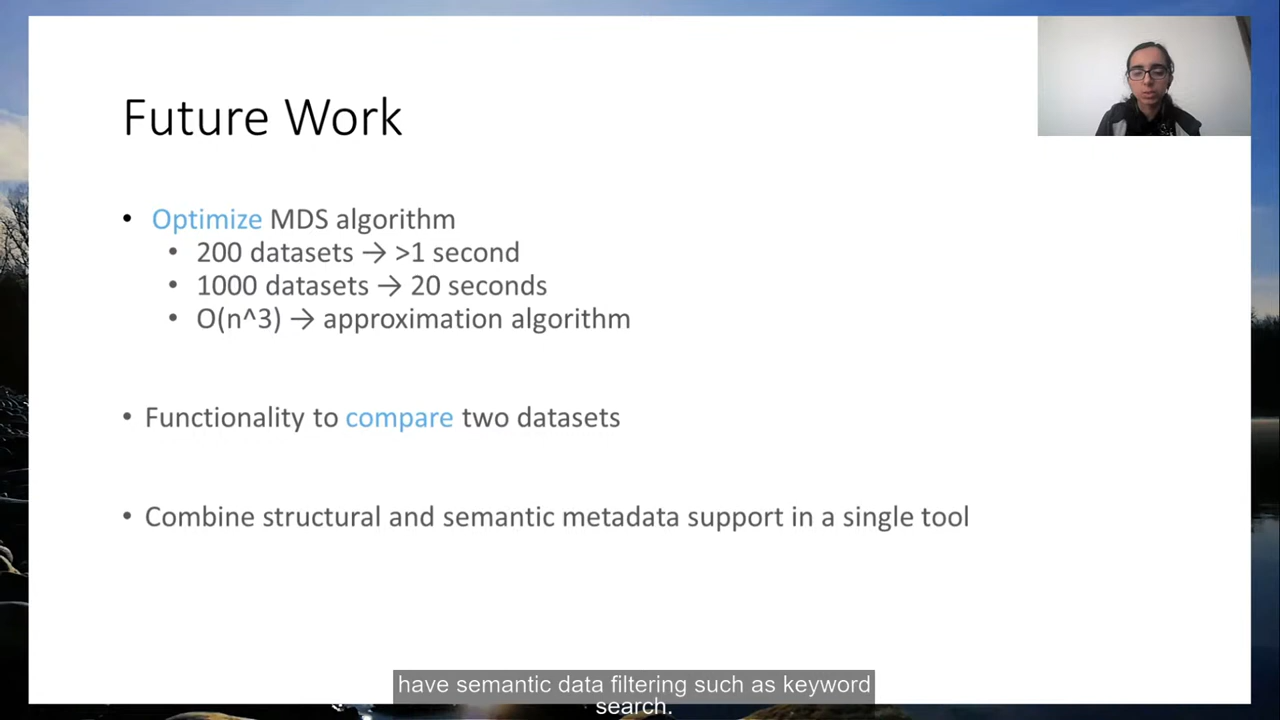 Future Work
• Optimize MDS algorithm
• 200 datasets → >1 second
• 1000 datasets → 20 seconds
• O(n^3) → approximation algorithm
• Functionality to compare two datasets
• Combine structural and semantic metadata support in a single tool
have semantic data filtering such as keyword
search.